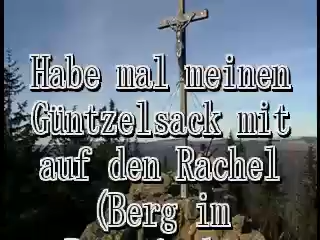 Habe mal meinen
Güntzelsack mit
auf den Rachel
(Berg im